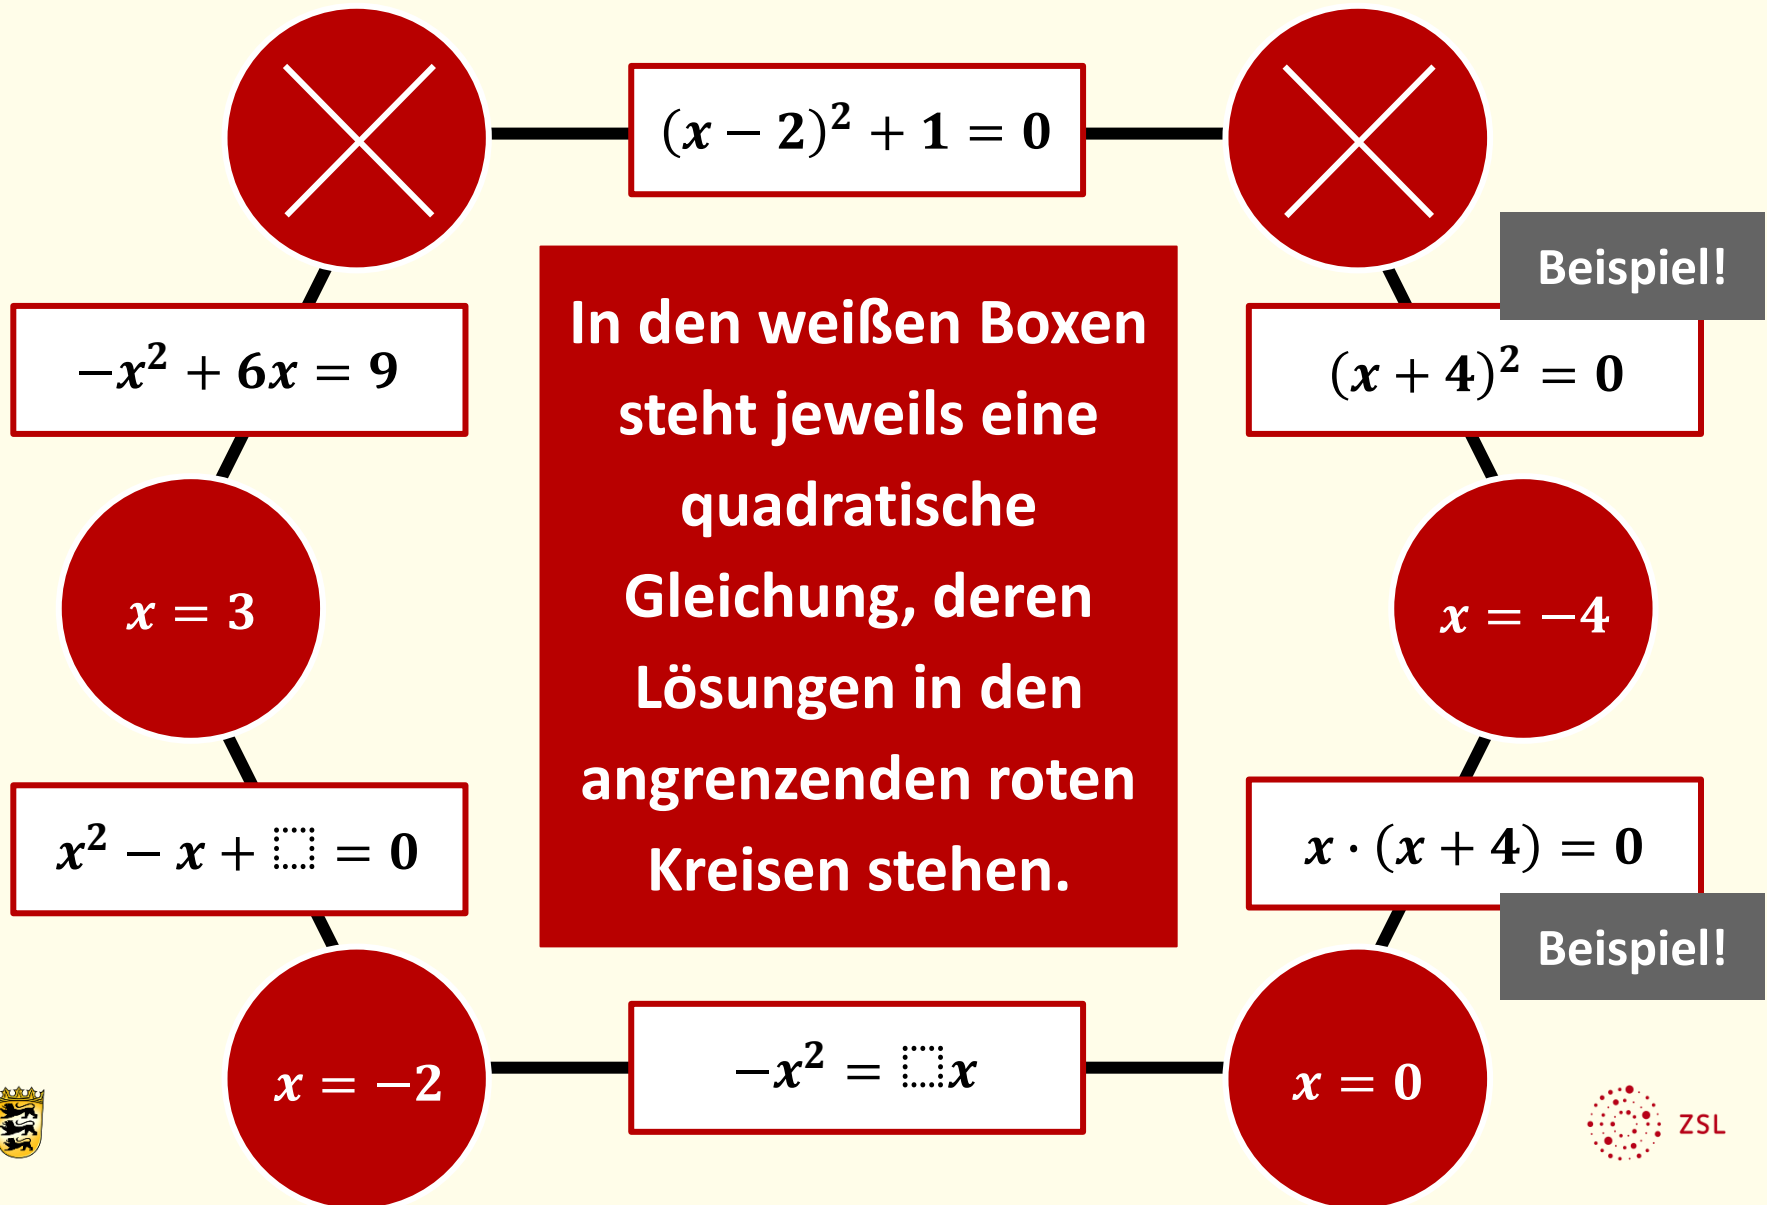 (x − 2)² + 1 = 0
Beispiel!
−x² + 6x = 9
(x + 4)² = 0
In den weißen Boxen
steht jeweils eine
quadratische
Gleichung, deren
Lösungen in den
angrenzenden roten
Kreisen stehen.
x = 3
x = −4
x² − x + ⬚ = 0
x · (x + 4) = 0
Beispiel!
x = −2
−x² = ⬚x
x = 0
ZSL